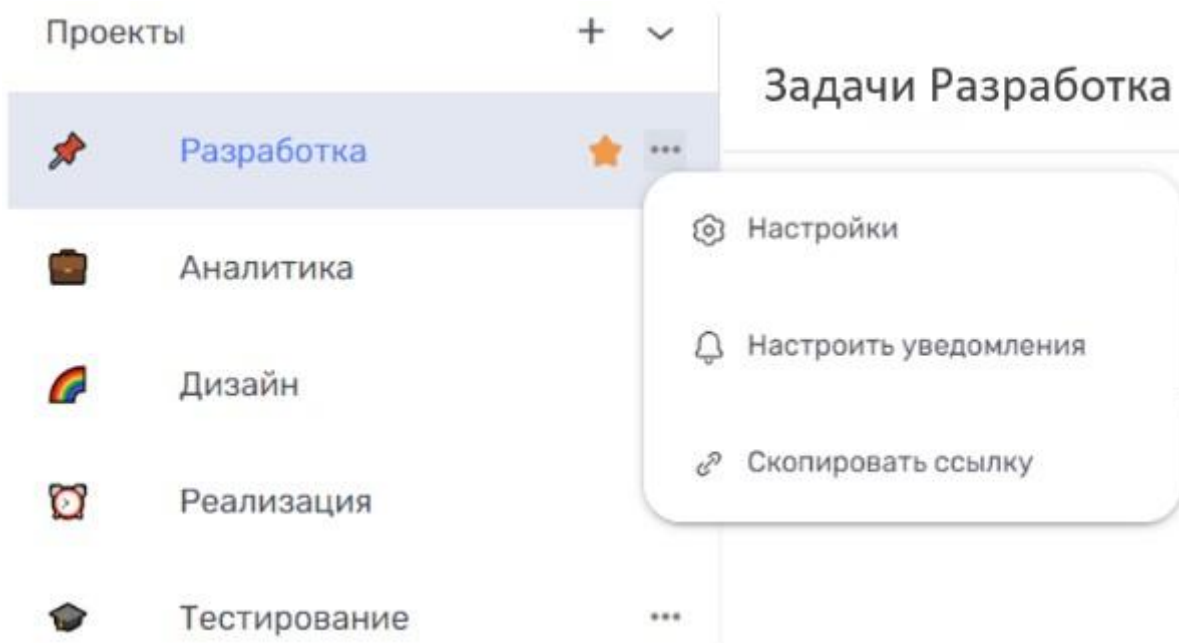 Проекты
Задачи Разработка
Разработка
Настройки
Аналитика
Настроить уведомления
Дизайн
Скопировать ссылку
Реализация
Тестирование